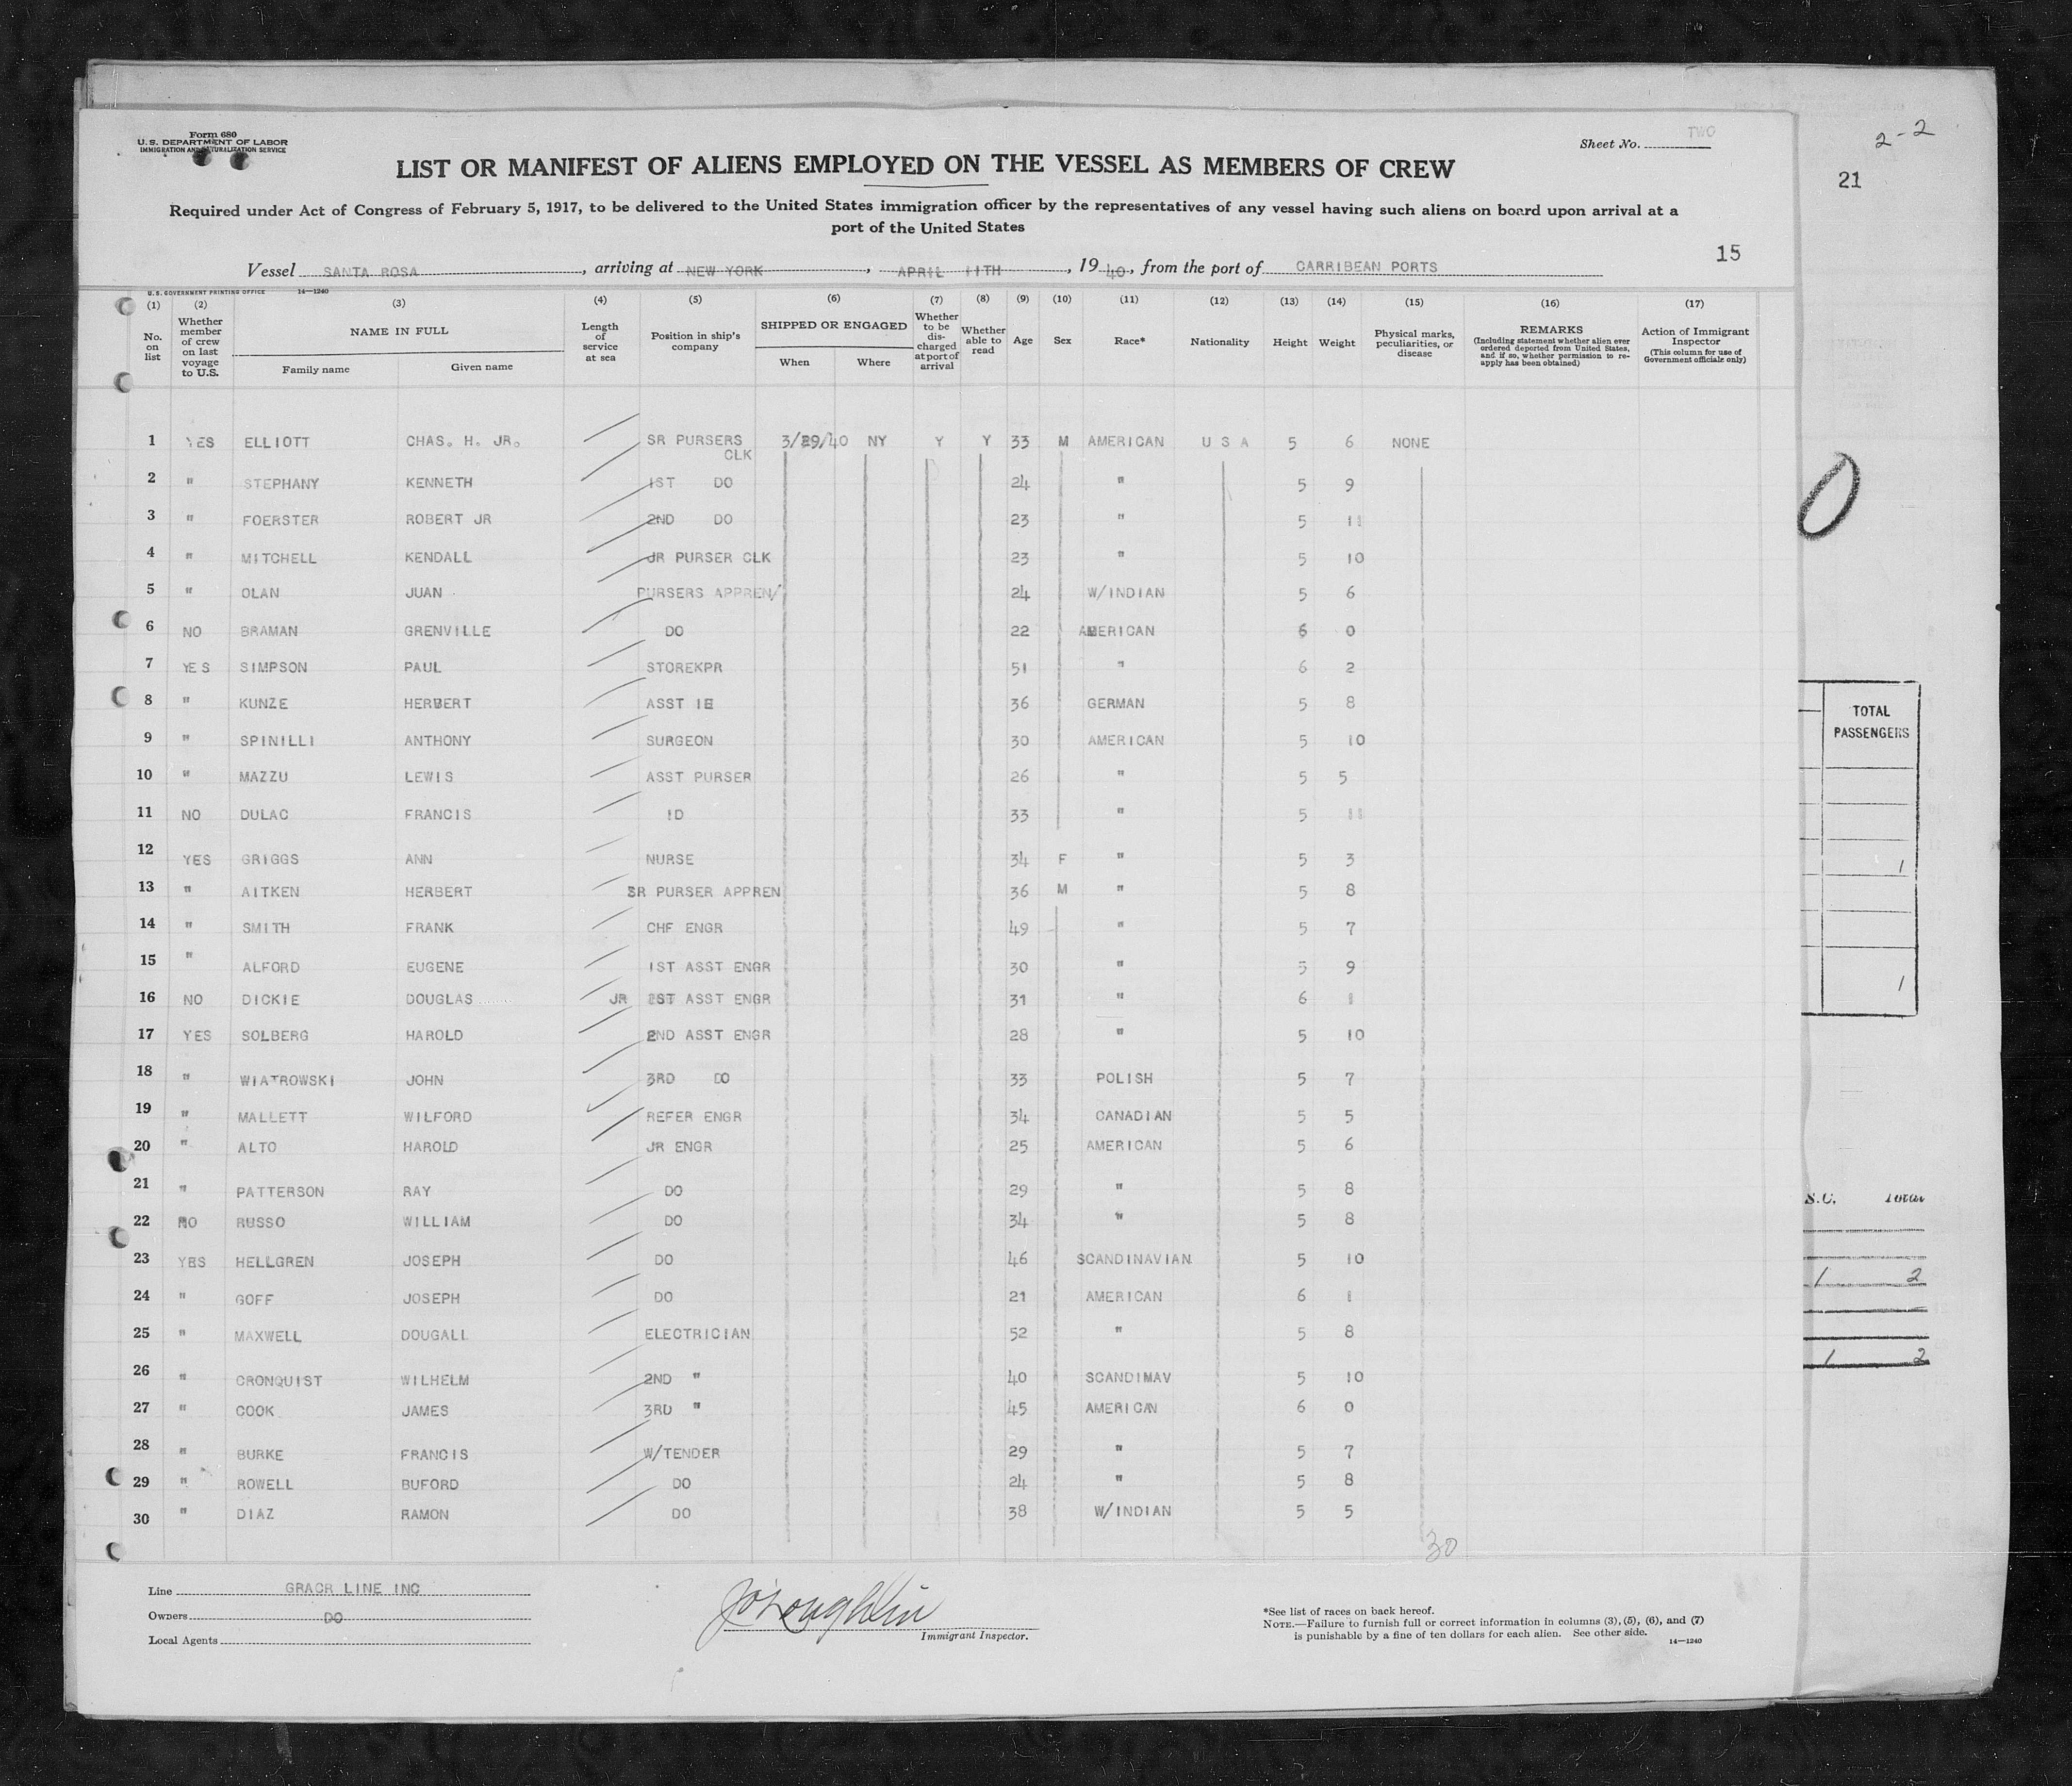 Form 680
U. S. DEPARTMENT OF LABOR
IMMIGRATION AND NATURALIZATION SERVICE
Sheet No. TWO
2-2
21
LIST OR MANIFEST OF ALIENS EMPLOYED ON THE VESSEL AS MEMBERS OF CREW
Required under Act of Congress of February 5, 1917, to be delivered to the United States immigration officer by the representatives of any vessel having such aliens on board upon arrival at a
port of the United States
15
Vessel SANTA ROSA, arriving at NEW YORK, APRIL 11TH, 1940, from the port of CARRIBEAN PORTS
U. S. GOVERNMENT PRINTING OFFICE 14—1240
(1) (2) (3) (4) (5) (6) (7) (8) (9) (10) (11) (12) (13) (14) (15) (16) (17)
No. on list
Whether member of crew on last voyage to U.S.
NAME IN FULL
Family name Given name
Length of service at sea
Position in ship's company
SHIPPED OR ENGAGED
When Where
Whether to be discharged at port of arrival
Whether able to read
Age
Sex
Race*
Nationality
Height
Weight
Physical marks, peculiarities, or disease
REMARKS
(Including statement whether alien ever ordered deported from United States, and if so, whether permission to reapply has been obtained)
Action of Immigrant Inspector
(This column for use of Government officials only)
1 YES ELLIOTT CHAS. H. JR. SR PURSERS CLK 3/29/40 NY Y Y 33 M AMERICAN U S A 5 6 NONE
2 " STEPHANY KENNETH 1ST DO 24 " 5 9
3 " FOERSTER ROBERT JR 2ND DO 23 " 5 11
4 " MITCHELL KENDALL JR PURSER CLK 23 " 5 10
5 " OLAN JUAN PURSERS APPREN/ 24 W/INDIAN 5 6
6 NO BRAMAN GRENVILLE DO 22 AMERICAN 6 0
7 YES SIMPSON PAUL STOREKPR 51 " 6 2
8 " KUNZE HERBERT ASST 36 GERMAN 5 8
9 " SPINILLI ANTHONY SURGEON 30 AMERICAN 5 10
10 " MAZZU LEWIS ASST PURSER 26 " 5 5
11 NO DULAC FRANCIS ID 33 " 5 11
12 YES GRIGGS ANN NURSE 34 F " 5 3
13 " AITKEN HERBERT SR PURSER APPREN 36 M " 5 8
14 " SMITH FRANK CHF ENGR 49 " 5 7
15 " ALFORD EUGENE 1ST ASST ENGR 30 " 5 9
16 NO DICKIE DOUGLAS JR 1ST ASST ENGR 31 " 6 1
17 YES SOLBERG HAROLD 2ND ASST ENGR 28 " 5 10
18 " WIATROWSKI JOHN 3RD DO 33 POLISH 5 7
19 " MALLETT WILFORD REFER ENGR 34 CANADIAN 5 5
20 " ALTO HAROLD JR ENGR 25 AMERICAN 5 6
21 " PATTERSON RAY DO 29 " 5 8
22 NO RUSSO WILLIAM DO 34 " 5 8
23 YES HELLGREN JOSEPH DO 46 SCANDINAVIAN 5 10
24 " GOFF JOSEPH DO 21 AMERICAN 6 1
25 " MAXWELL DOUGALL ELECTRICIAN 52 " 5 8
26 " CRONQUIST WILHELM 2ND " 40 SCANDIMAV 5 10
27 " COOK JAMES 3RD " 45 AMERICAN 6 0
28 " BURKE FRANCIS W/TENDER 29 " 5 7
29 " ROWELL BUFORD DO 24 " 5 8
30 " DIAZ RAMON DO 38 W/INDIAN 5 5
30
Line GRACR LINE INC
Owners DO
Local Agents
JO'Loughlin
Immigrant Inspector.
*See list of races on back hereof.
NOTE.—Failure to furnish full or correct information in columns (3), (5), (6), and (7)
is punishable by a fine of ten dollars for each alien. See other side.
14—1240
0
TOTAL
PASSENGERS
1
1
S.C. Total
1 2
1 2